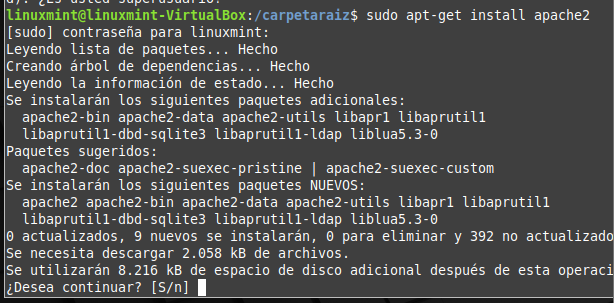 d). ¿Es usted superusuario?
linuxmint@linuxmint-VirtualBox:/carpetaraiz$ sudo apt-get install apache2
[sudo] contraseña para linuxmint:
Leyendo lista de paquetes... Hecho
Creando árbol de dependencias... Hecho
Leyendo la información de estado... Hecho
Se instalarán los siguientes paquetes adicionales:
  apache2-bin apache2-data apache2-utils libapr1 libaprutil1
  libaprutil1-dbd-sqlite3 libaprutil1-ldap liblua5.3-0
Paquetes sugeridos:
  apache2-doc apache2-suexec-pristine | apache2-suexec-custom
Se instalarán los siguientes paquetes NUEVOS:
  apache2 apache2-bin apache2-data apache2-utils libapr1 libaprutil1
  libaprutil1-dbd-sqlite3 libaprutil1-ldap liblua5.3-0
0 actualizados, 9 nuevos se instalarán, 0 para eliminar y 392 no actualizado
Se necesita descargar 2.058 kB de archivos.
Se utilizarán 8.216 kB de espacio de disco adicional después de esta operaci
¿Desea continuar? [S/n]